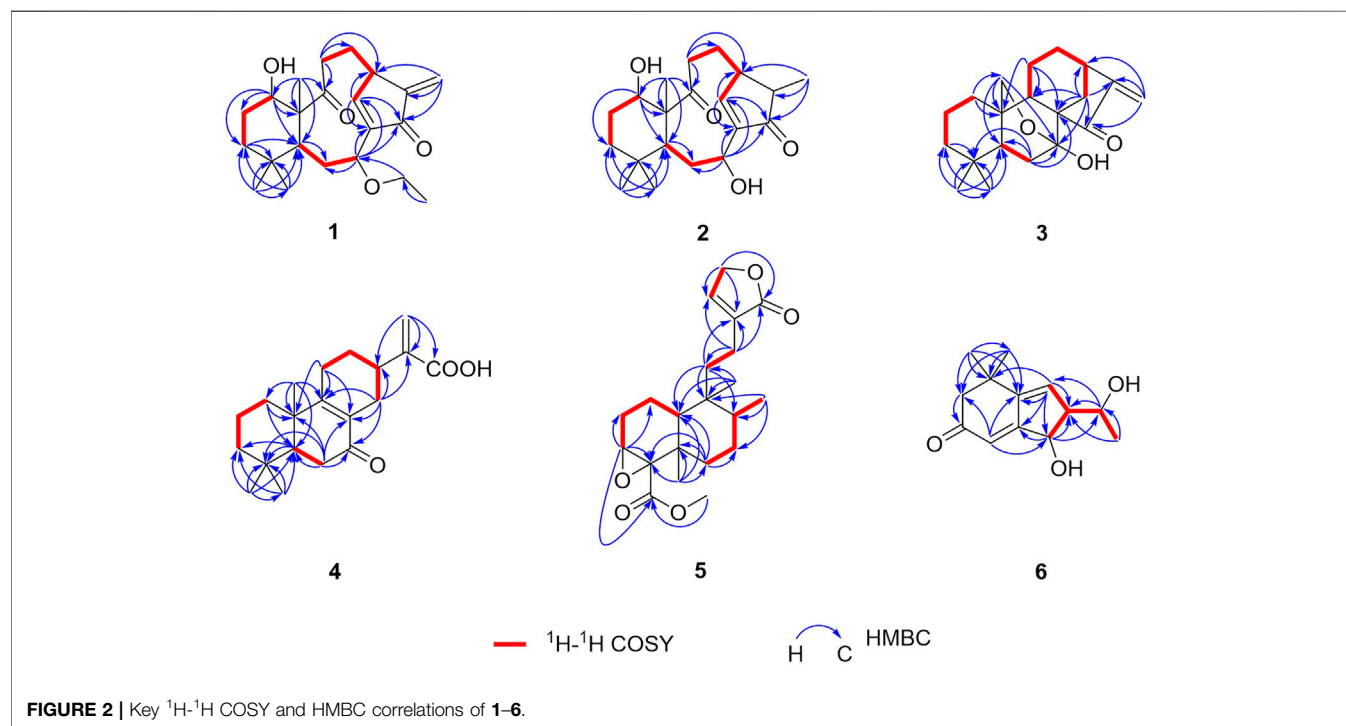 OH
O
O
O
1
OH
O
O
OH
2
O
O
OH
3
COOH
O
4
O
O
O
O
O
5
OH
O
OH
6
¹H-¹H COSY
H C HMBC
FIGURE 2 | Key ¹H-¹H COSY and HMBC correlations of 1–6.